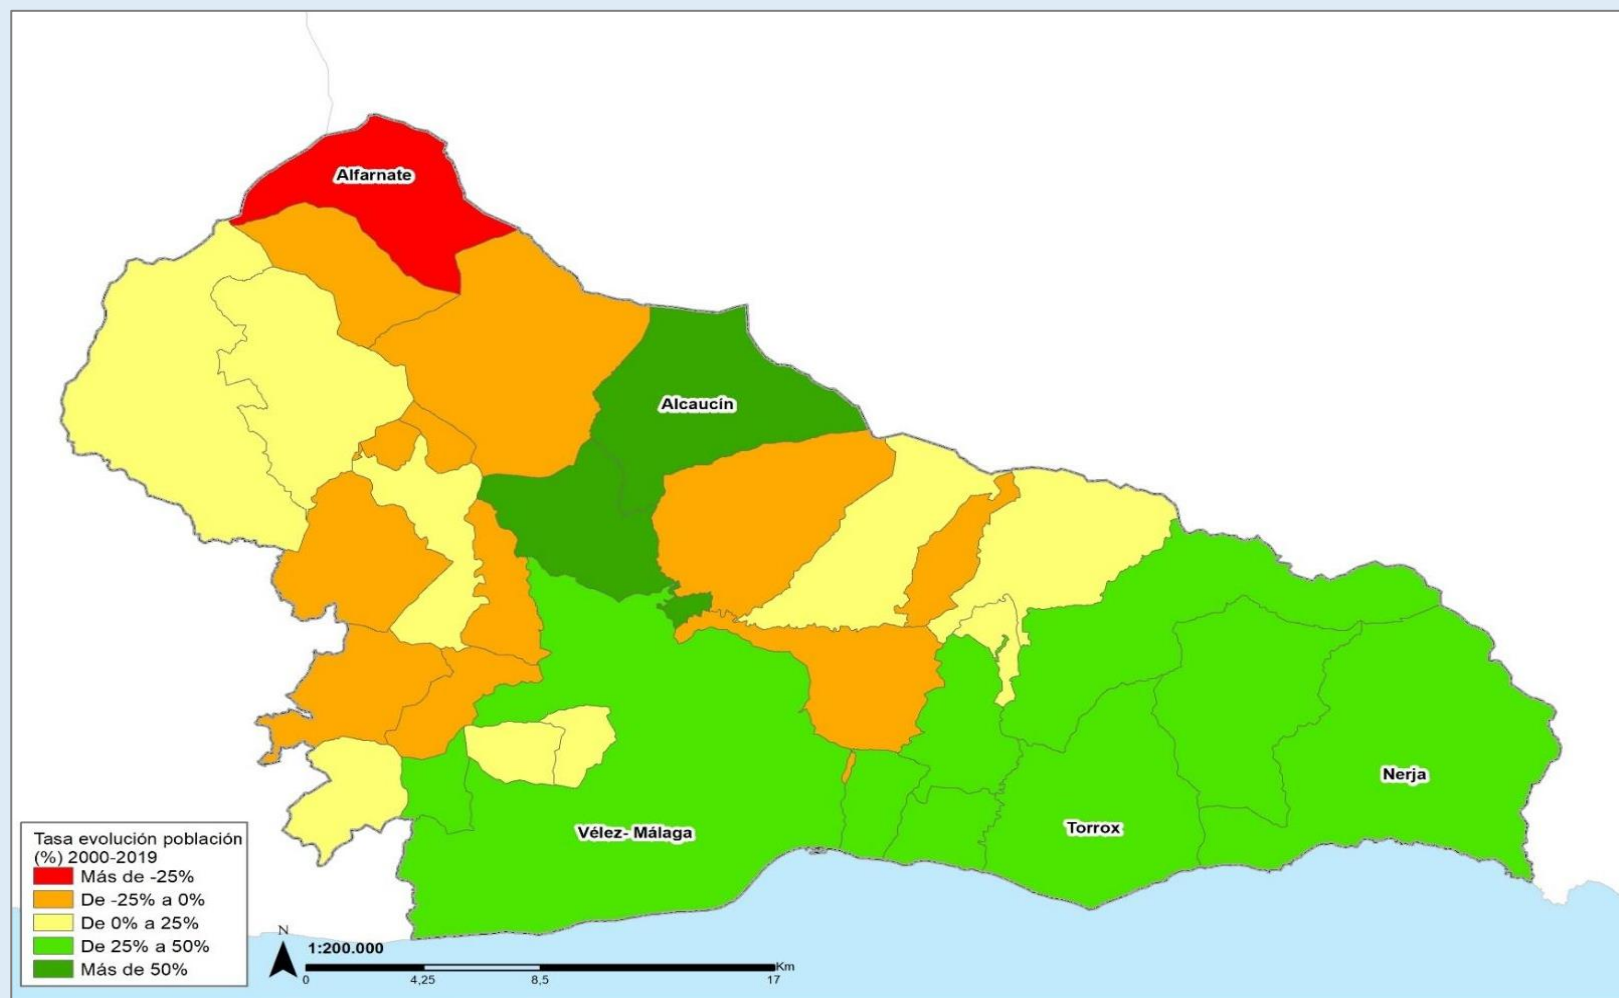 Alfarnate
Alcaucín
Nerja
Torrox
Vélez- Málaga
Tasa evolución población
(%) 2000-2019
Más de -25%
De -25% a 0%
De 0% a 25%
De 25% a 50%
Más de 50%
N
1:200.000
Km
0 4,25 8,5 17